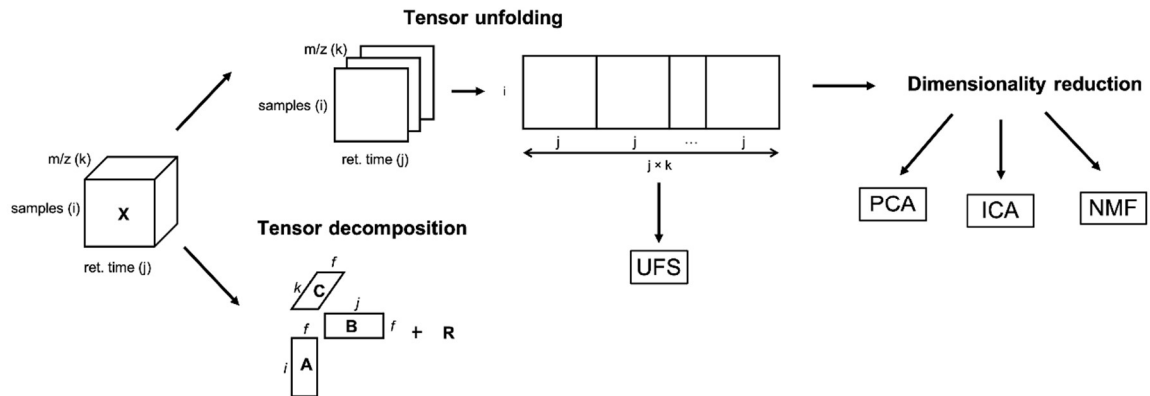 Tensor unfolding
m/z (k)
samples (i)
ret. time (j)
i
j j ... j
j × k
Dimensionality reduction
PCA
ICA
NMF
UFS
m/z (k)
samples (i)
X
ret. time (j)
Tensor decomposition
f
k C
j
B f + R
f
i A